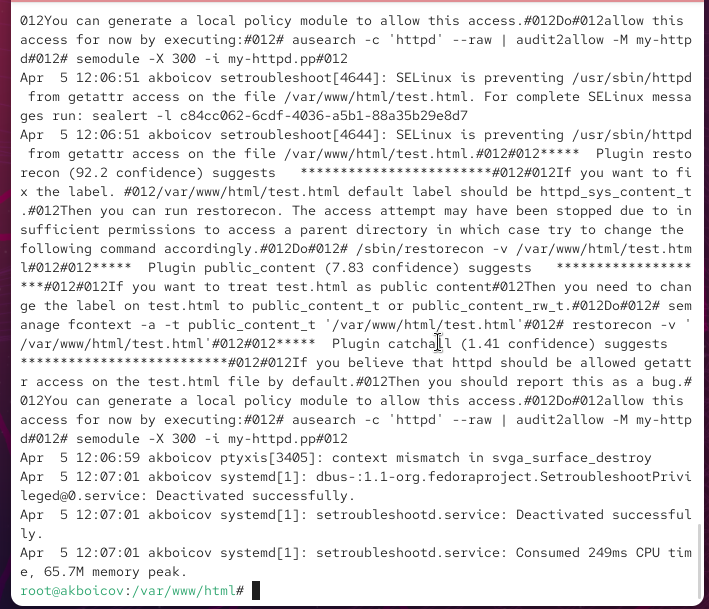 012You can generate a local policy module to allow this access.#012Do#012allow this
access for now by executing:#012# ausearch -c 'httpd' --raw | audit2allow -M my-http
d#012# semodule -X 300 -i my-httpd.pp#012
Apr  5 12:06:51 akboicov setroubleshoot[4644]: SELinux is preventing /usr/sbin/httpd
 from getattr access on the file /var/www/html/test.html. For complete SELinux messa
ges run: sealert -l c84cc062-6cdf-4036-a5b1-88a35b29e8d7
Apr  5 12:06:51 akboicov setroubleshoot[4644]: SELinux is preventing /usr/sbin/httpd
 from getattr access on the file /var/www/html/test.html.#012#012*****  Plugin resto
recon (92.2 confidence) suggests   ************************#012#012If you want to fi
x the label. #012/var/www/html/test.html default label should be httpd_sys_content_t
.#012Then you can run restorecon. The access attempt may have been stopped due to in
sufficient permissions to access a parent directory in which case try to change the
following command accordingly.#012Do#012# /sbin/restorecon -v /var/www/html/test.htm
l#012#012*****  Plugin public_content (7.83 confidence) suggests   *****************
***#012#012If you want to treat test.html as public content#012Then you need to chan
ge the label on test.html to public_content_t or public_content_rw_t.#012Do#012# sem
anage fcontext -a -t public_content_t '/var/www/html/test.html'#012# restorecon -v '
/var/www/html/test.html'#012#012*****  Plugin catchall (1.41 confidence) suggests
**************************#012#012If you believe that httpd should be allowed getatt
r access on the test.html file by default.#012Then you should report this as a bug.#
012You can generate a local policy module to allow this access.#012Do#012allow this
access for now by executing:#012# ausearch -c 'httpd' --raw | audit2allow -M my-http
d#012# semodule -X 300 -i my-httpd.pp#012
Apr  5 12:06:59 akboicov ptyxis[3405]: context mismatch in svga_surface_destroy
Apr  5 12:07:01 akboicov systemd[1]: dbus-:1.1-org.fedoraproject.SetroubleshootPrivi
leged@0.service: Deactivated successfully.
Apr  5 12:07:01 akboicov systemd[1]: setroubleshootd.service: Deactivated successful
ly.
Apr  5 12:07:01 akboicov systemd[1]: setroubleshootd.service: Consumed 249ms CPU tim
e, 65.7M memory peak.
root@akboicov:/var/www/html#